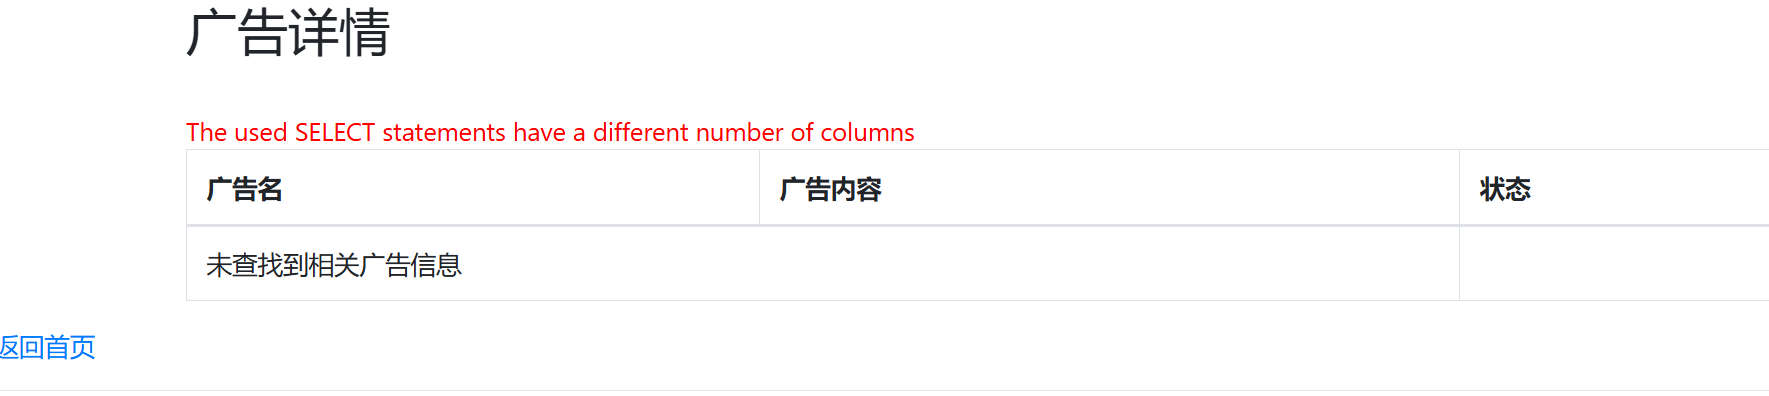 广告详情
The used SELECT statements have a different number of columns
广告名 广告内容 状态
未查找到相关广告信息
返回首页